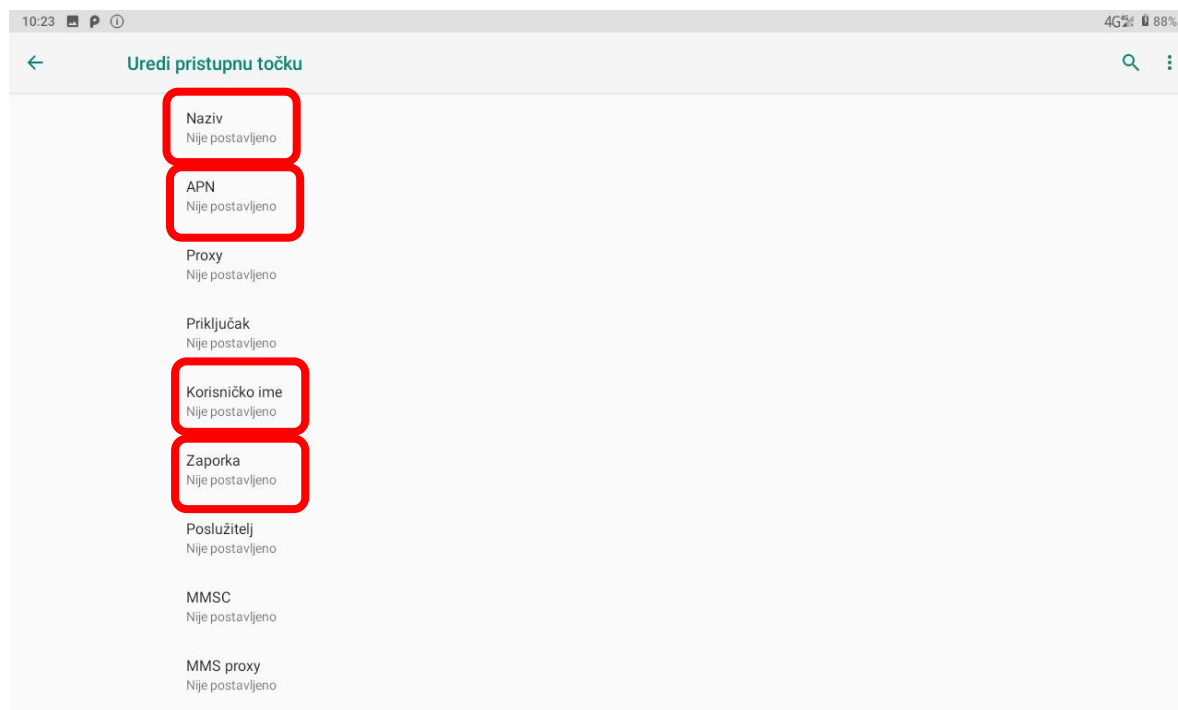 10:23 4G 88%
Uredi pristupnu točku
Naziv
Nije postavljeno
APN
Nije postavljeno
Proxy
Nije postavljeno
Priključak
Nije postavljeno
Korisničko ime
Nije postavljeno
Zaporka
Nije postavljeno
Poslužitelj
Nije postavljeno
MMSC
Nije postavljeno
MMS proxy
Nije postavljeno